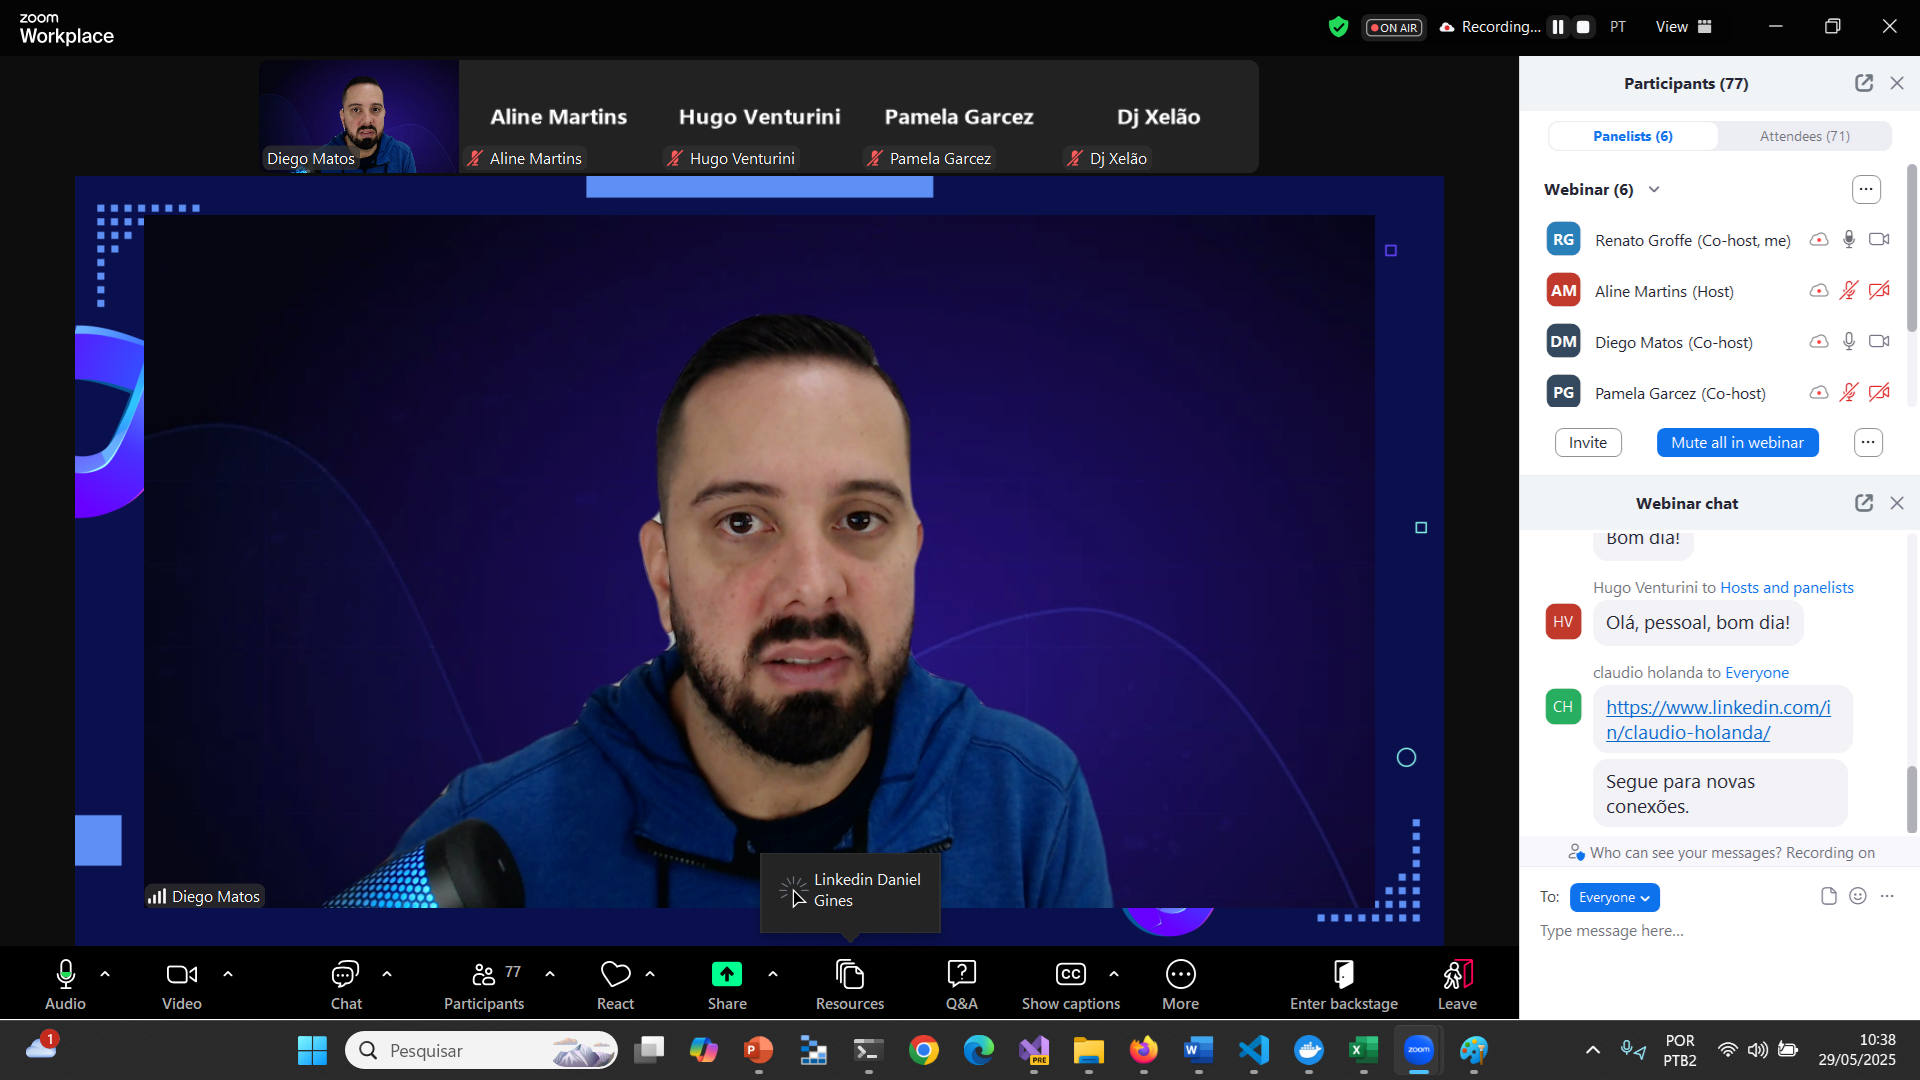 zoom
Workplace
ON AIR
Recording...
PT
View
Aline Martins
Hugo Venturini
Pamela Garcez
Dj Xelão
Diego Matos
Aline Martins
Hugo Venturini
Pamela Garcez
Dj Xelão
Diego Matos
Linkedin Daniel
Gines
Participants (77)
Panelists (6)
Attendees (71)
Webinar (6)
RG
Renato Groffe (Co-host, me)
AM
Aline Martins (Host)
DM
Diego Matos (Co-host)
PG
Pamela Garcez (Co-host)
Invite
Mute all in webinar
Webinar chat
Bom dia!
Hugo Venturini to Hosts and panelists
HV
Olá, pessoal, bom dia!
claudio holanda to Everyone
CH
https://www.linkedin.com/i
n/claudio-holanda/
Segue para novas
conexões.
Who can see your messages? Recording on
To:
Everyone
Type message here...
Audio
Video
Chat
77
Participants
React
Share
Resources
Q&A
CC
Show captions
More
Enter backstage
Leave
1
Pesquisar
PRE
zoom
POR
PTB2
10:38
29/05/2025